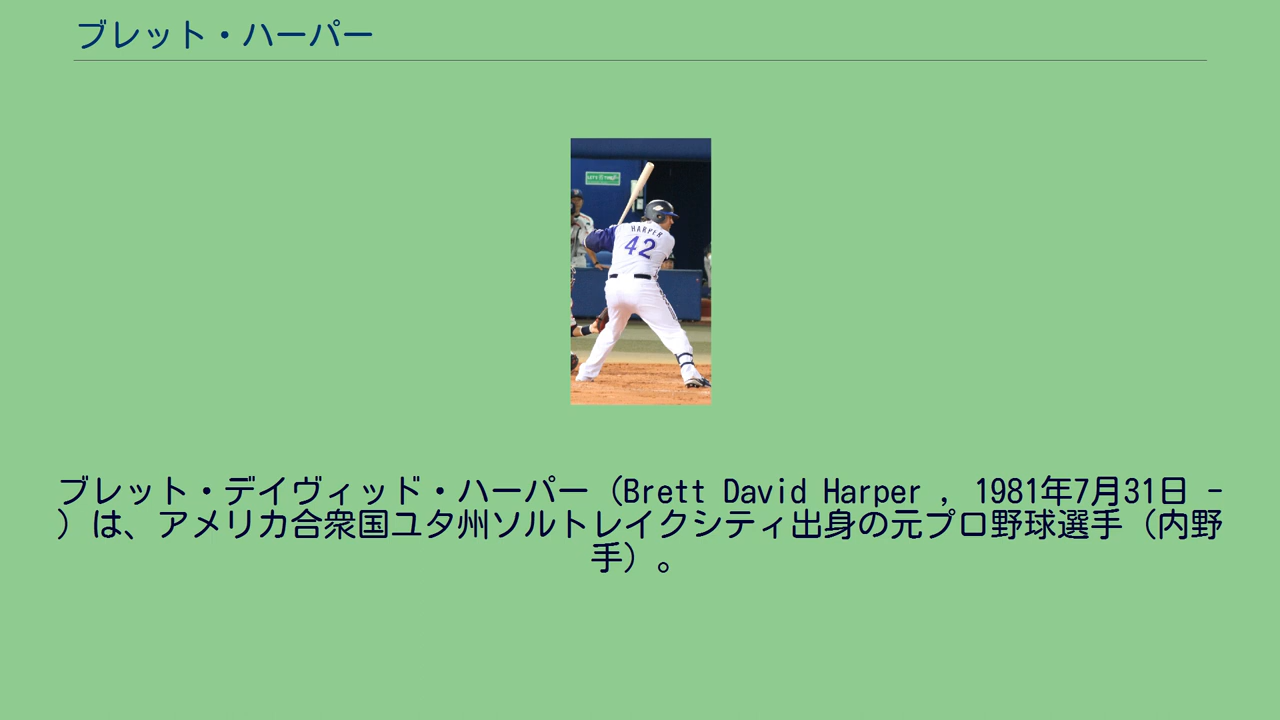 ブレット・ハーパー
HARPER
42
ブレット・デイヴィッド・ハーパー（Brett David Harper , 1981年7月31日 -
）は、アメリカ合衆国ユタ州ソルトレイクシティ出身の元プロ野球選手（内野
手）。